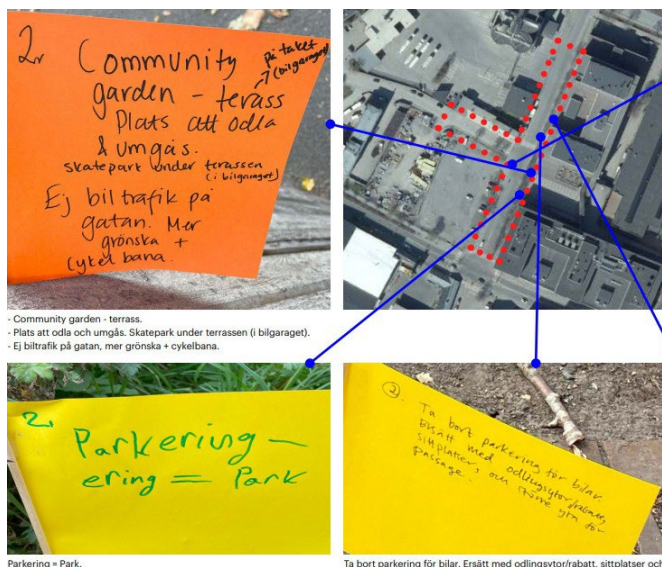 2.
Community
garden - terass
på taket
(bilgaraget)
Plats att odla
& umgås.
skatepark under terassen
(i bilgaraget)
Ej biltrafik på
gatan. Mer
grönska +
cykelbana.
- Community garden - terrass.
- Plats att odla och umgås. Skatepark under terrassen (i bilgaraget).
- Ej biltrafik på gatan, mer grönska + cykelbana.
2.
Parkering -
ering = Park
Parkering = Park.
2.
Ta bort parkering för bilar.
Ersätt med odlingsytor/rabatt,
sittplatser, och större yta för
passage.
Ta bort parkering för bilar. Ersätt med odlingsytor/rabatt, sittplatser och